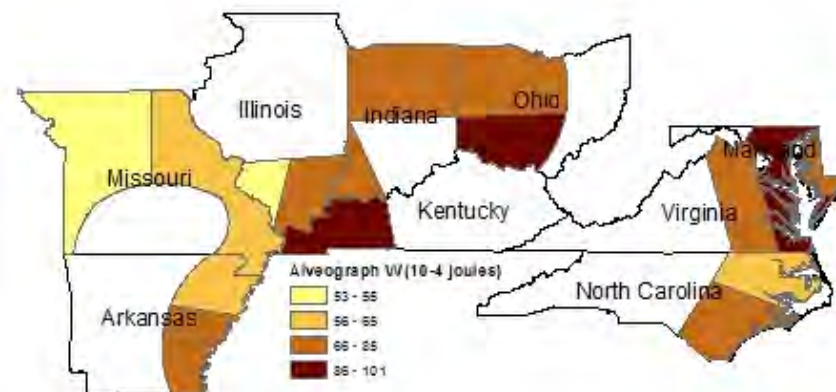 Illinois
Indiana
Ohio
Missouri
Maryland
Kentucky
Virginia
Alveograph W (10-4 joules)
53 - 55
56 - 65
66 - 85
86 - 101
North Carolina
Arkansas